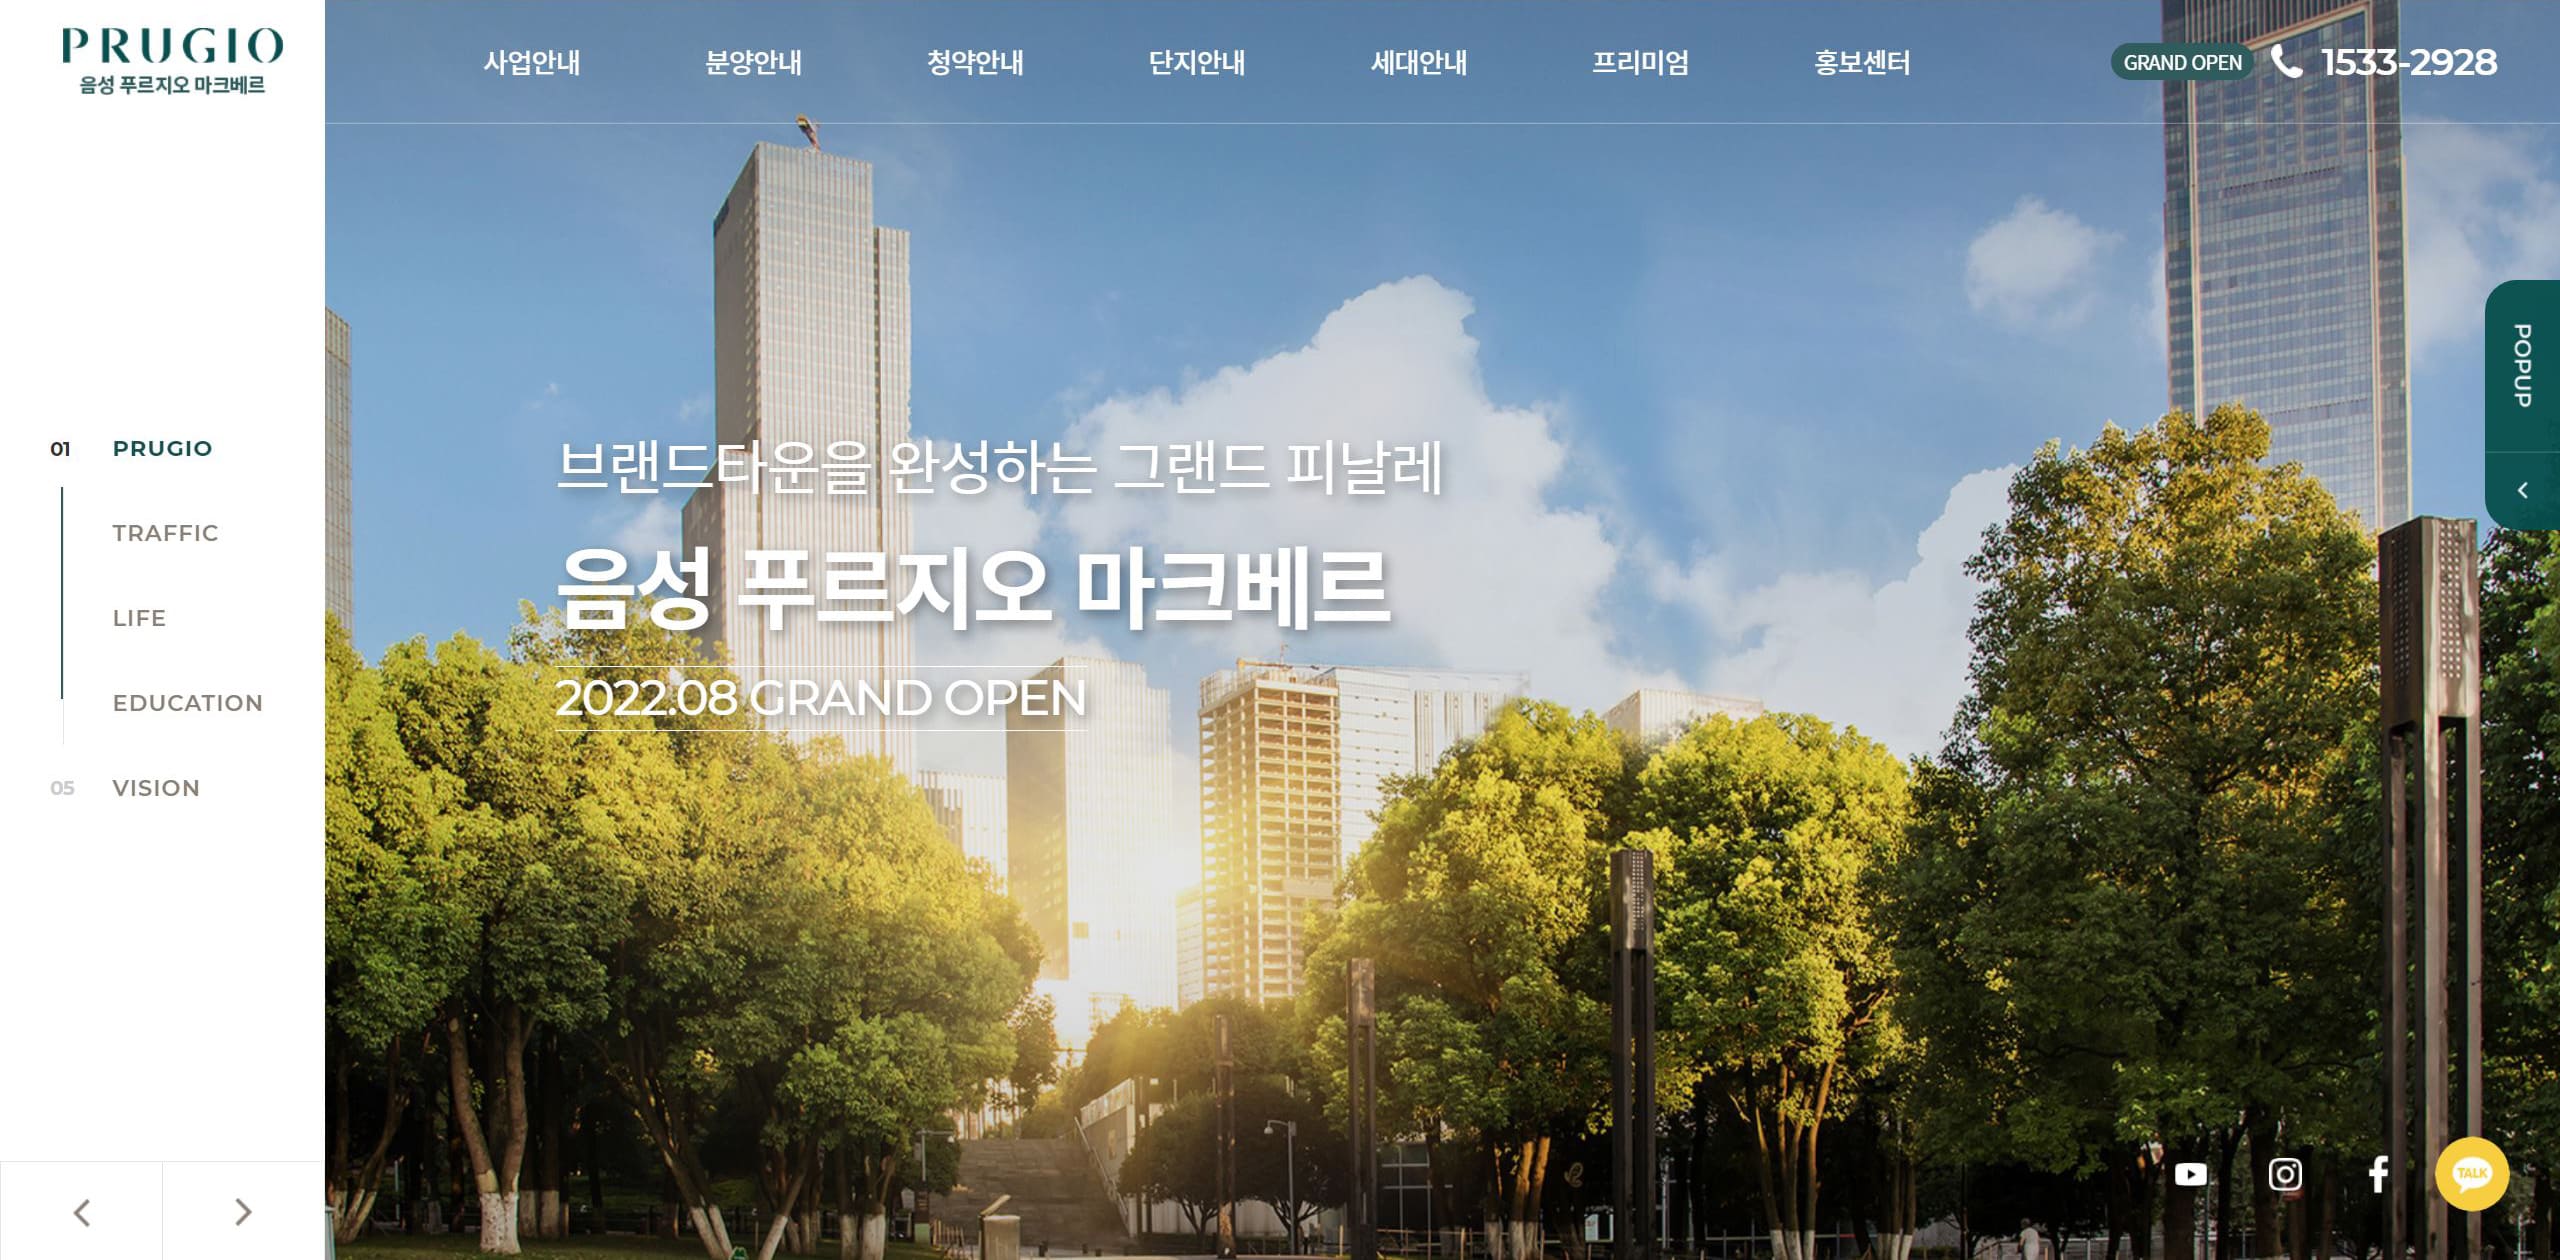 PRUGIO
음성 푸르지오 마크베르
사업안내
분양안내
청약안내
단지안내
세대안내
프리미엄
홍보센터
GRAND OPEN
1533-2928
01 PRUGIO
TRAFFIC
LIFE
EDUCATION
05 VISION
브랜드타운을 완성하는 그랜드 피날레
음성 푸르지오 마크베르
2022.08 GRAND OPEN
POPUP
TALK